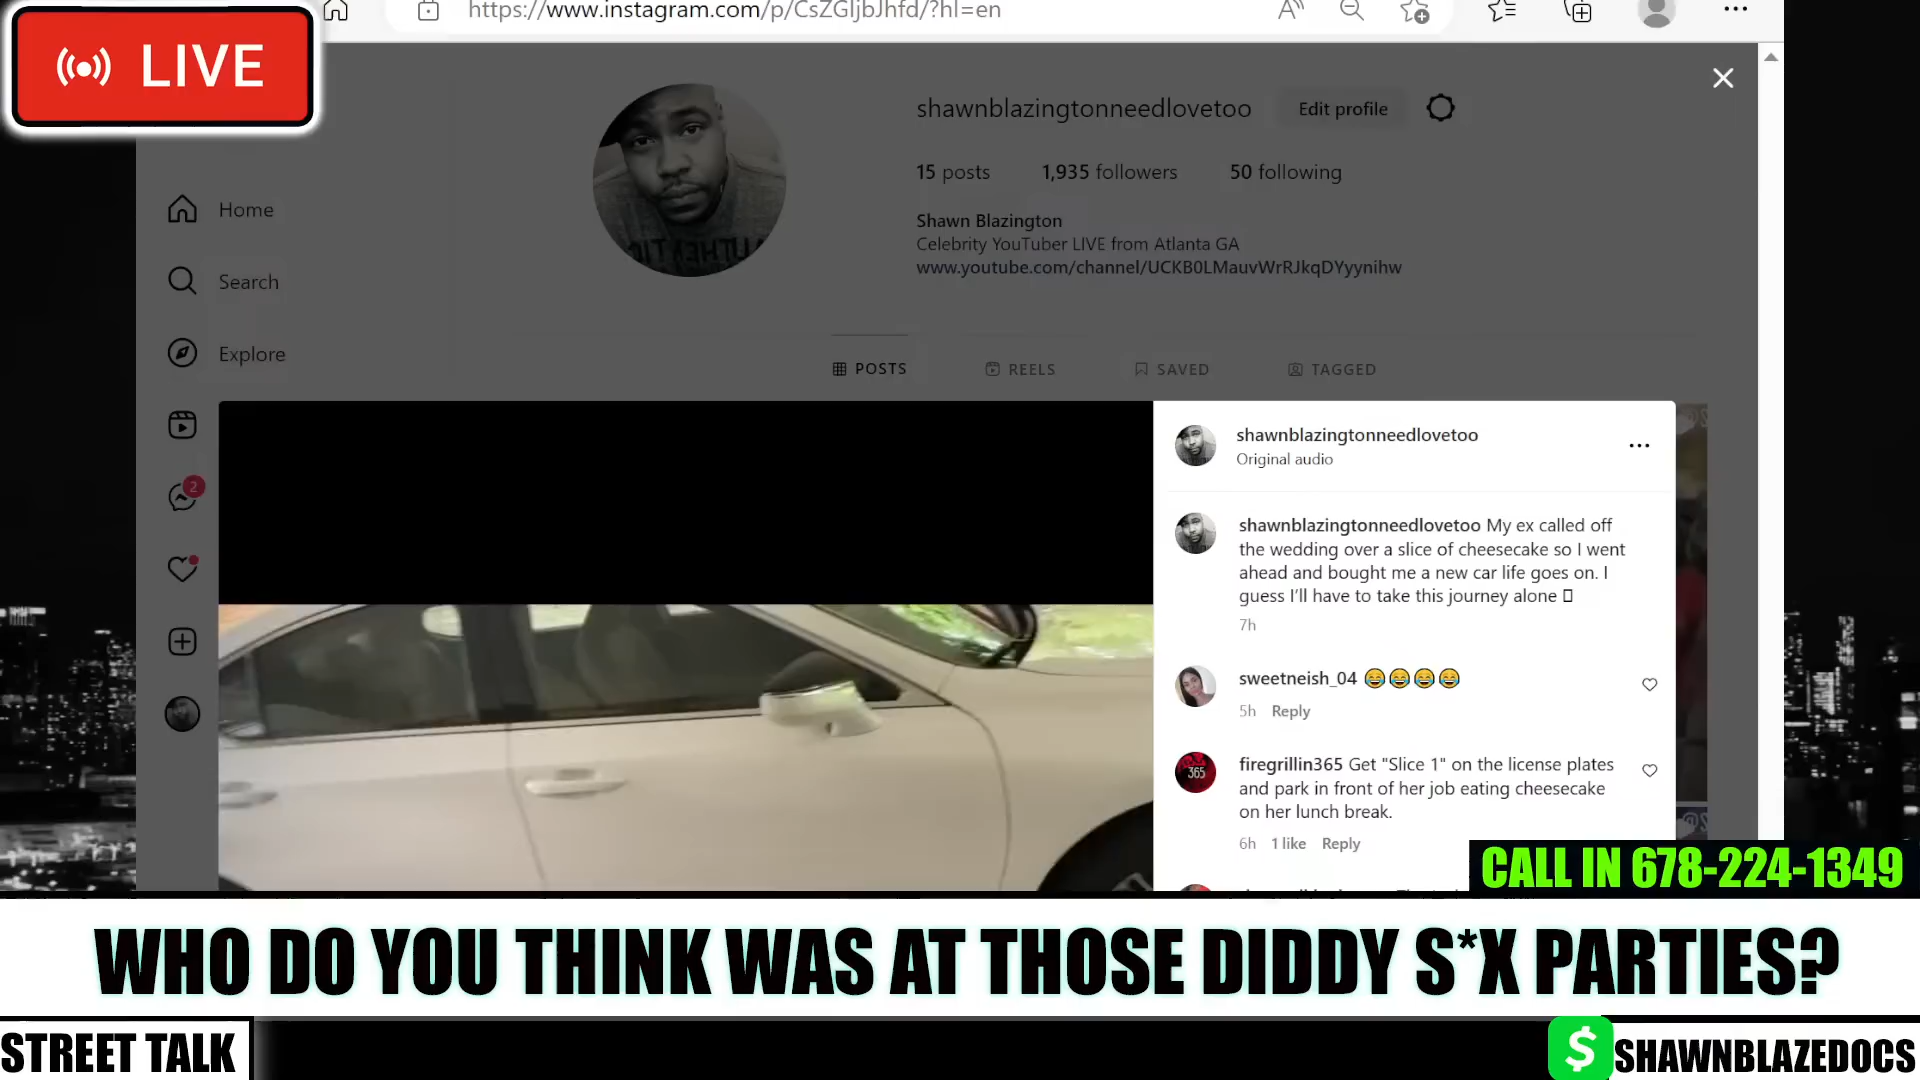 https://www.instagram.com/p/CsZGIjbJhfd/?hl=en
LIVE
shawnblazingtonneedlovetoo Edit profile
15 posts 1,935 followers 50 following
Shawn Blazington
Celebrity YouTuber LIVE from Atlanta GA
www.youtube.com/channel/UCKB0LMauvWrRJkqDYyynihw
Home
Search
Explore
2
POSTS REELS SAVED TAGGED
shawnblazingtonneedlovetoo
Original audio
shawnblazingtonneedlovetoo My ex called off
the wedding over a slice of cheesecake so I went
ahead and bought me a new car life goes on. I
guess I'll have to take this journey alone
7h
sweetneish_04 😂😂😂😂
5h Reply
365
firegrillin365 Get "Slice 1" on the license plates
and park in front of her job eating cheesecake
on her lunch break.
6h 1 like Reply
CALL IN 678-224-1349
WHO DO YOU THINK WAS AT THOSE DIDDY S*X PARTIES?
STREET TALK
$ SHAWNBLAZEDOCS